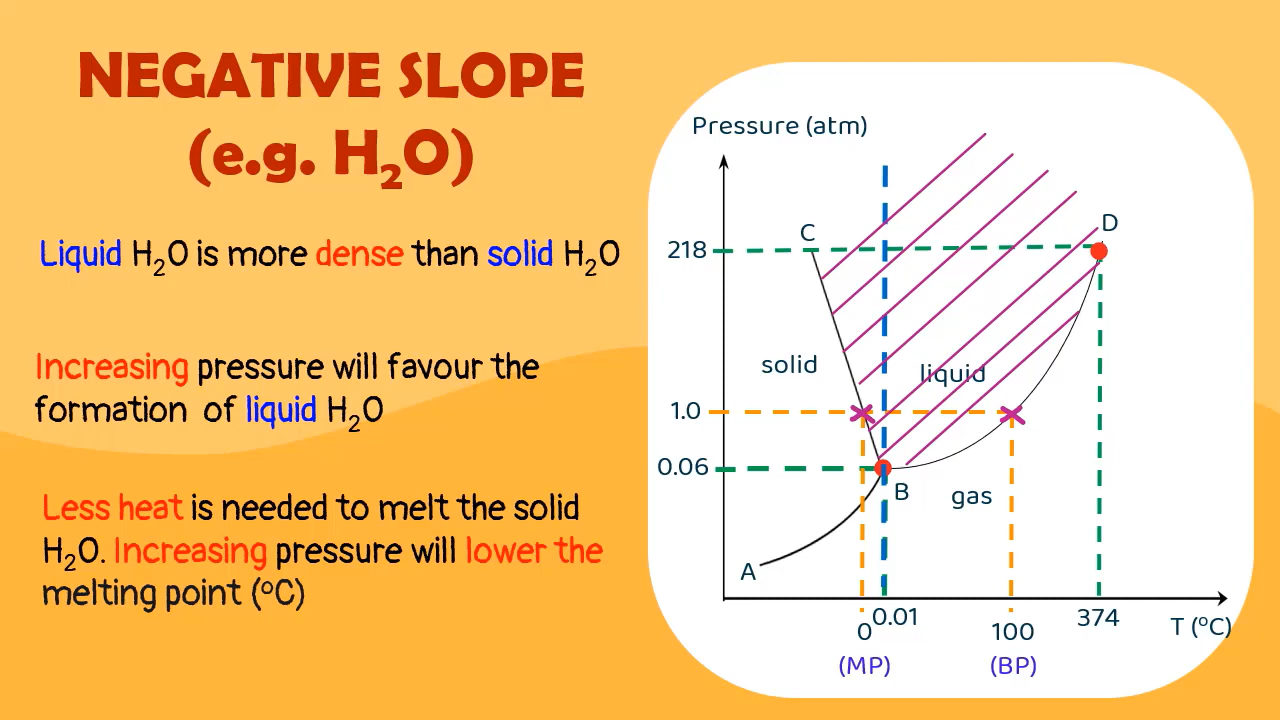 NEGATIVE SLOPE
(e.g. H₂O)
Liquid H₂O is more dense than solid H₂O
Increasing pressure will favour the
formation of liquid H₂O
Less heat is needed to melt the solid
H₂O. Increasing pressure will lower the
melting point (°C)
Pressure (atm)
C
D
218
solid
liquid
1.0
0.06
B
gas
A
0
0.01
100
374
T (°C)
(MP)
(BP)